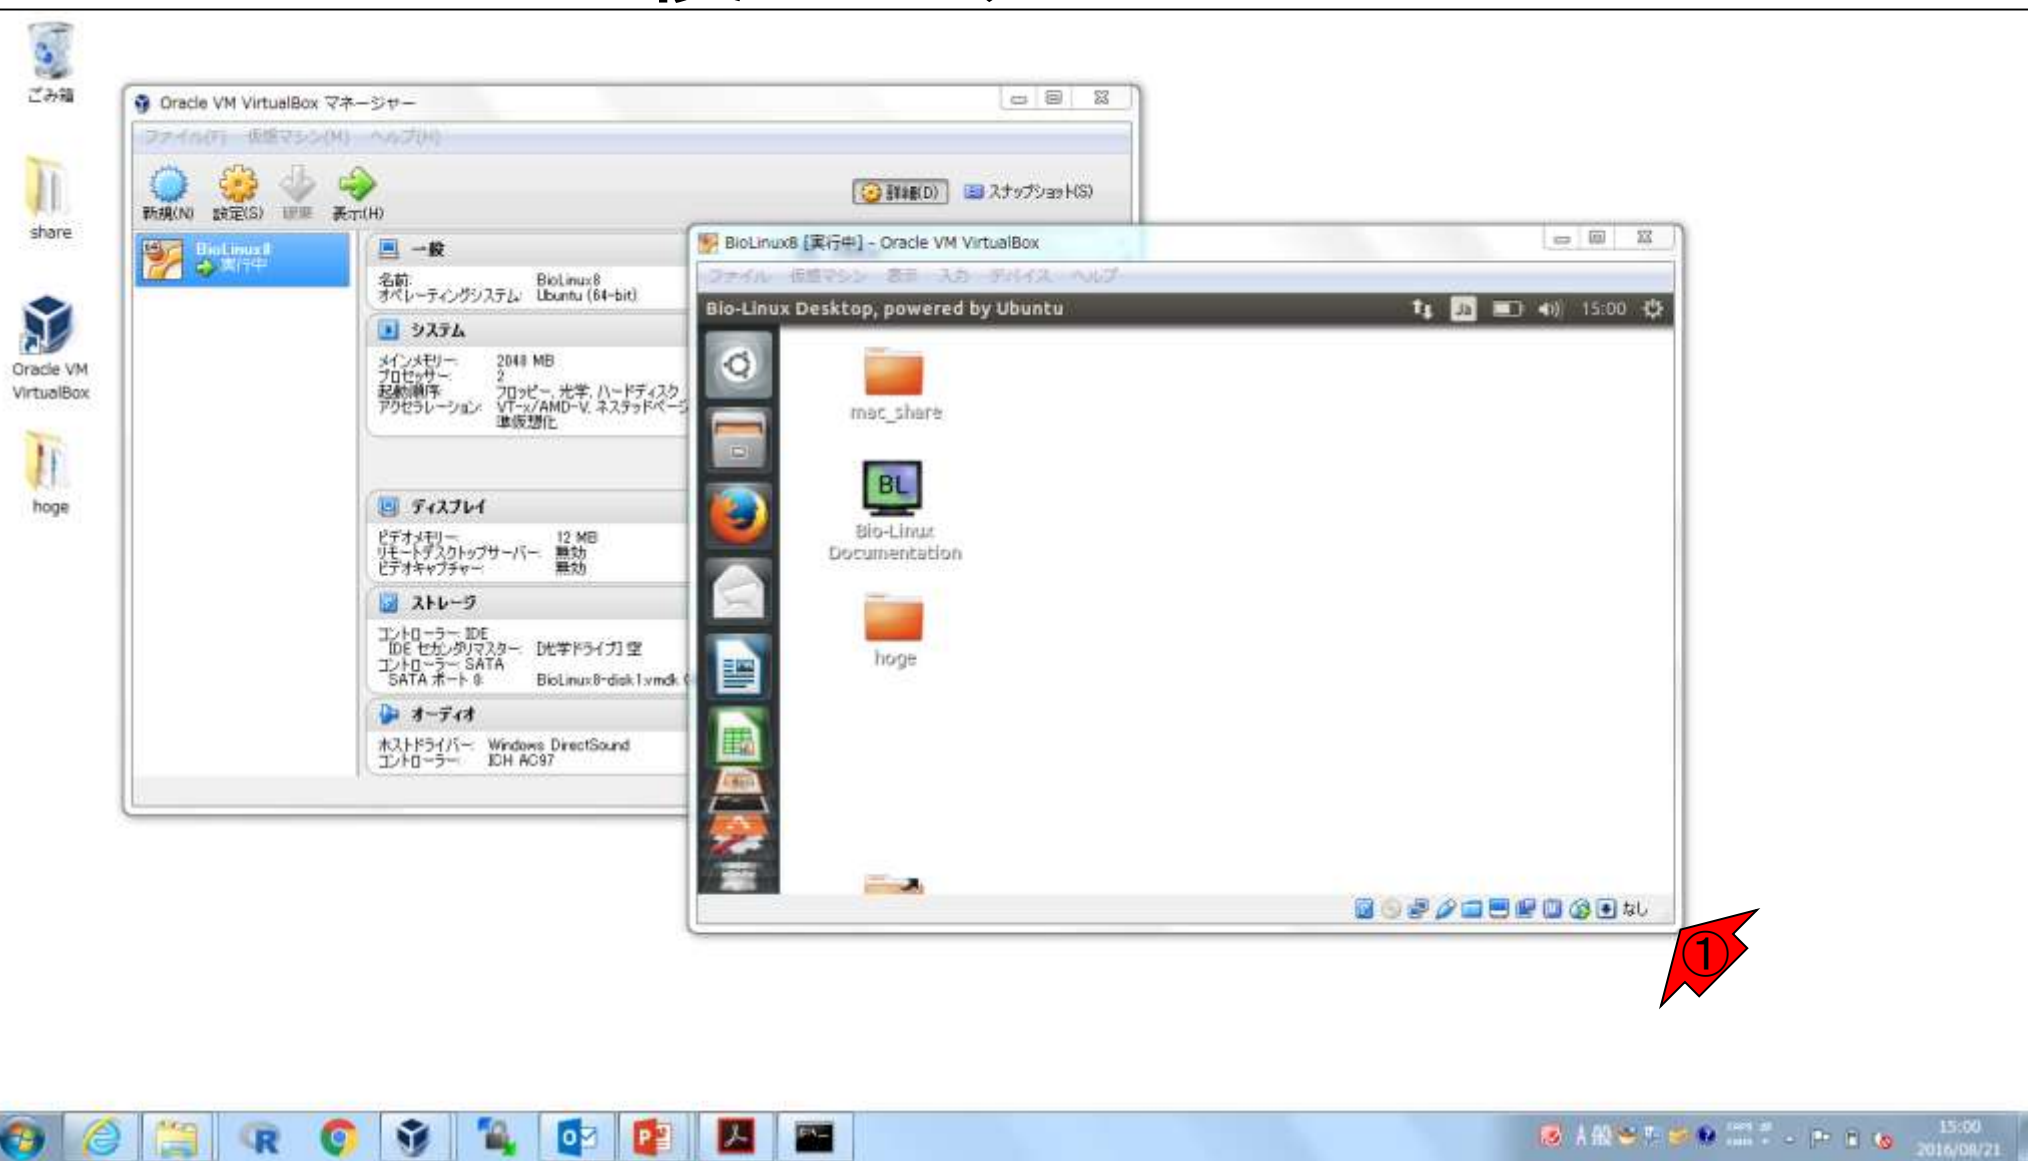 ごみ箱
share
Oracle VM
VirtualBox
hoge
Oracle VM VirtualBox マネージャー
ファイル(F) 仮想マシン(M) ヘルプ(H)
新規(N) 設定(S) 破棄 表示(H)
詳細(D) スナップショット(S)
BioLinux8
実行中
一般
名前: BioLinux8
オペレーティングシステム: Ubuntu (64-bit)
システム
メインメモリー: 2048 MB
プロセッサー: 2
起動順序: フロッピー, 光学, ハードディスク
アクセラレーション: VT-x/AMD-V, ネステッドページ
準仮想化
ディスプレイ
ビデオメモリー: 12 MB
リモートデスクトップサーバー: 無効
ビデオキャプチャー: 無効
ストレージ
コントローラー: IDE
IDE セカンダリマスター: [光学ドライブ] 空
コントローラー: SATA
SATA ポート 0: BioLinux8-disk1.vmdk
オーディオ
ホストドライバー: Windows DirectSound
コントローラー: ICH AC97
BioLinux8 [実行中] - Oracle VM VirtualBox
ファイル 仮想マシン 表示 入力 デバイス ヘルプ
Bio-Linux Desktop, powered by Ubuntu
Ja 15:00
mac_share
BL
Bio-Linux
Documentation
hoge
なし
①
A 般
15:00
2016/08/21